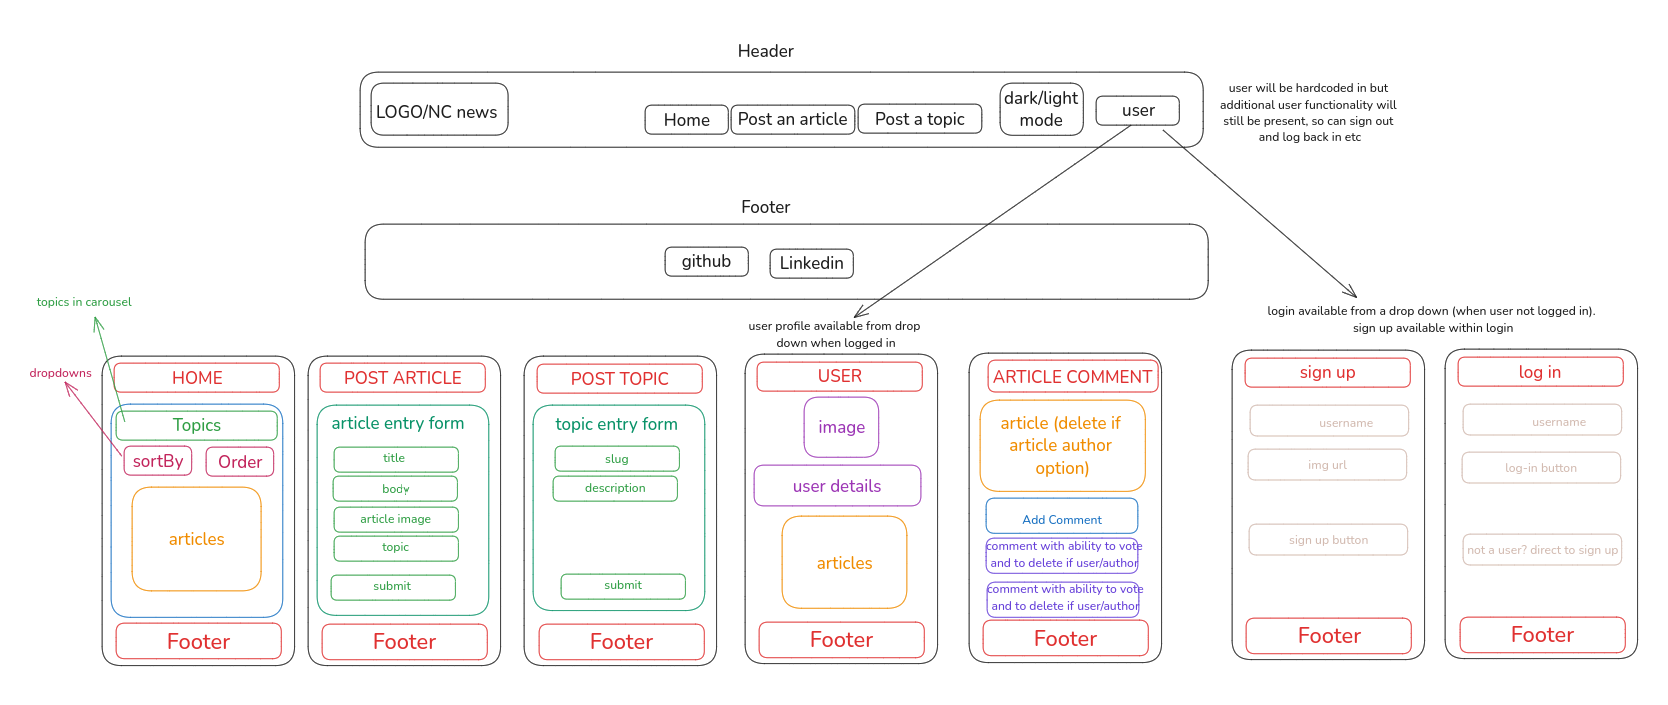 Header
LOGO/NC news
Home
Post an article
Post a topic
dark/light
mode
user
user will be hardcoded in but
additional user functionality will
still be present, so can sign out
and log back in etc
Footer
github
Linkedin
topics in carousel
dropdowns
user profile available from drop
down when logged in
login available from a drop down (when user not logged in).
sign up available within login
HOME
Topics
sortBy
Order
articles
Footer
POST ARTICLE
article entry form
title
body
article image
topic
submit
Footer
POST TOPIC
topic entry form
slug
description
submit
Footer
USER
image
user details
articles
Footer
ARTICLE COMMENT
article (delete if
article author
option)
Add Comment
comment with ability to vote
and to delete if user/author
comment with ability to vote
and to delete if user/author
Footer
sign up
username
img url
sign up button
Footer
log in
username
log-in button
not a user? direct to sign up
Footer